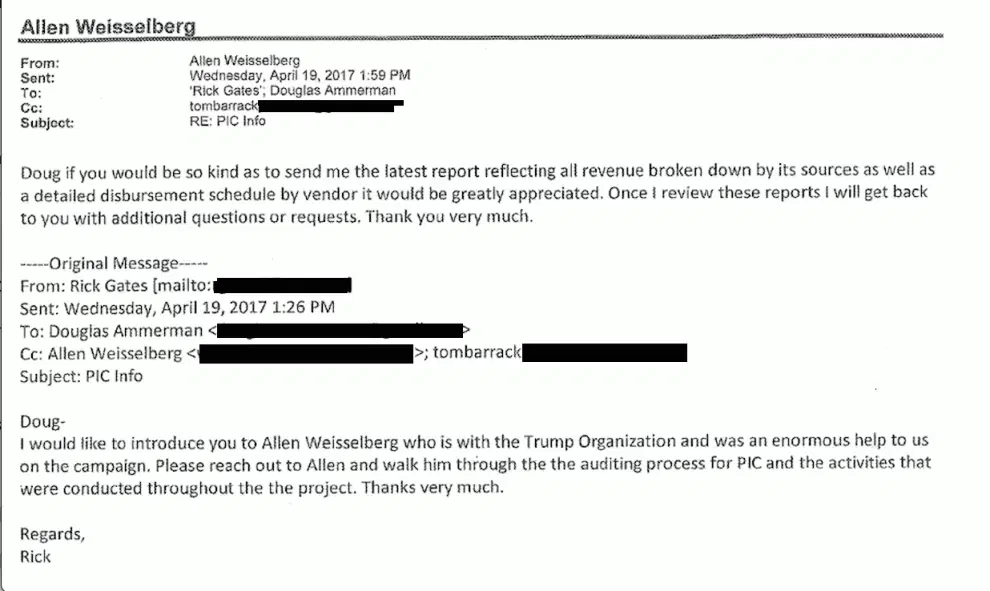 Allen Weisselberg
From: Allen Weisselberg
Sent: Wednesday, April 19, 2017 1:59 PM
To: 'Rick Gates'; Douglas Ammerman
Cc: tombarrack
Subject: RE: PIC Info
Doug if you would be so kind as to send me the latest report reflecting all revenue broken down by its sources as well as
a detailed disbursement schedule by vendor it would be greatly appreciated. Once I review these reports I will get back
to you with additional questions or requests. Thank you very much.
-----Original Message-----
From: Rick Gates [mailto:
Sent: Wednesday, April 19, 2017 1:26 PM
To: Douglas Ammerman < >
Cc: Allen Weisselberg < >; tombarrack
Subject: PIC Info
Doug-
I would like to introduce you to Allen Weisselberg who is with the Trump Organization and was an enormous help to us
on the campaign. Please reach out to Allen and walk him through the the auditing process for PIC and the activities that
were conducted throughout the the project. Thanks very much.
Regards,
Rick